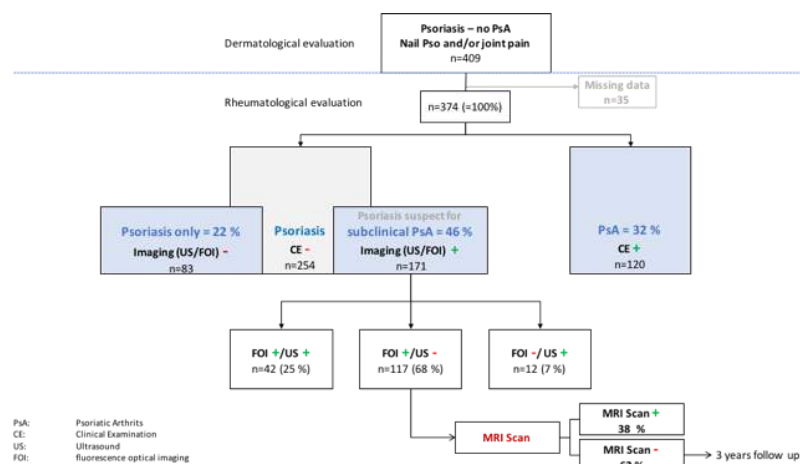 Dermatological evaluation
Psoriasis – no PsA
Nail Pso and/or joint pain
n=409
Missing data
n=35
Rheumatological evaluation
n=374 (=100%)
Psoriasis only = 22 %
Imaging (US/FOI) -
n=83
Psoriasis
CE -
n=254
Psoriasis suspect for
subclinical PsA = 46 %
Imaging (US/FOI) +
n=171
PsA = 32 %
CE +
n=120
FOI +/US +
n=42 (25 %)
FOI +/US -
n=117 (68 %)
FOI -/ US +
n=12 (7 %)
MRI Scan
MRI Scan +
38 %
MRI Scan -
3 years follow up
PsA: Psoriatic Arthrits
CE: Clinical Examination
US: Ultrasound
FOI: fluorescence optical imaging